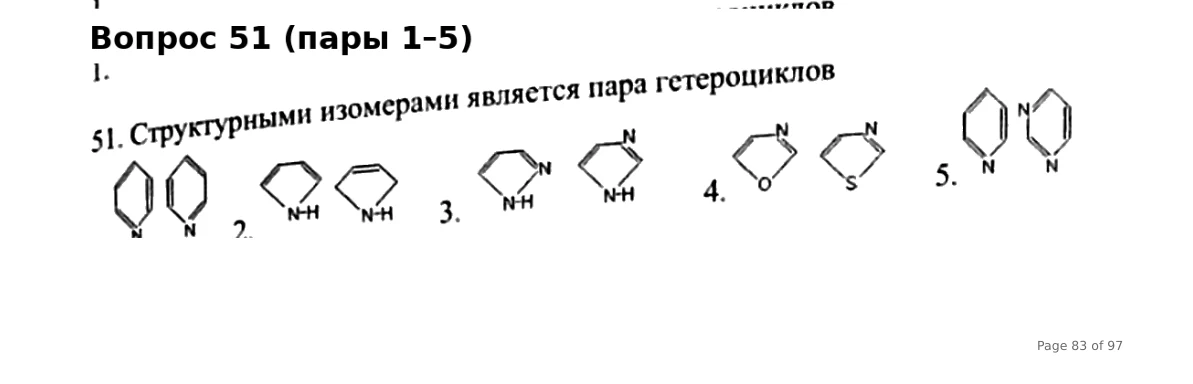 Вопрос 51 (пары 1–5)
1.
51. Структурными изомерами является пара гетероциклов
N N 2. N-H N-H 3. N N-H N N-H 4. N O N S 5. N N N
Page 83 of 97